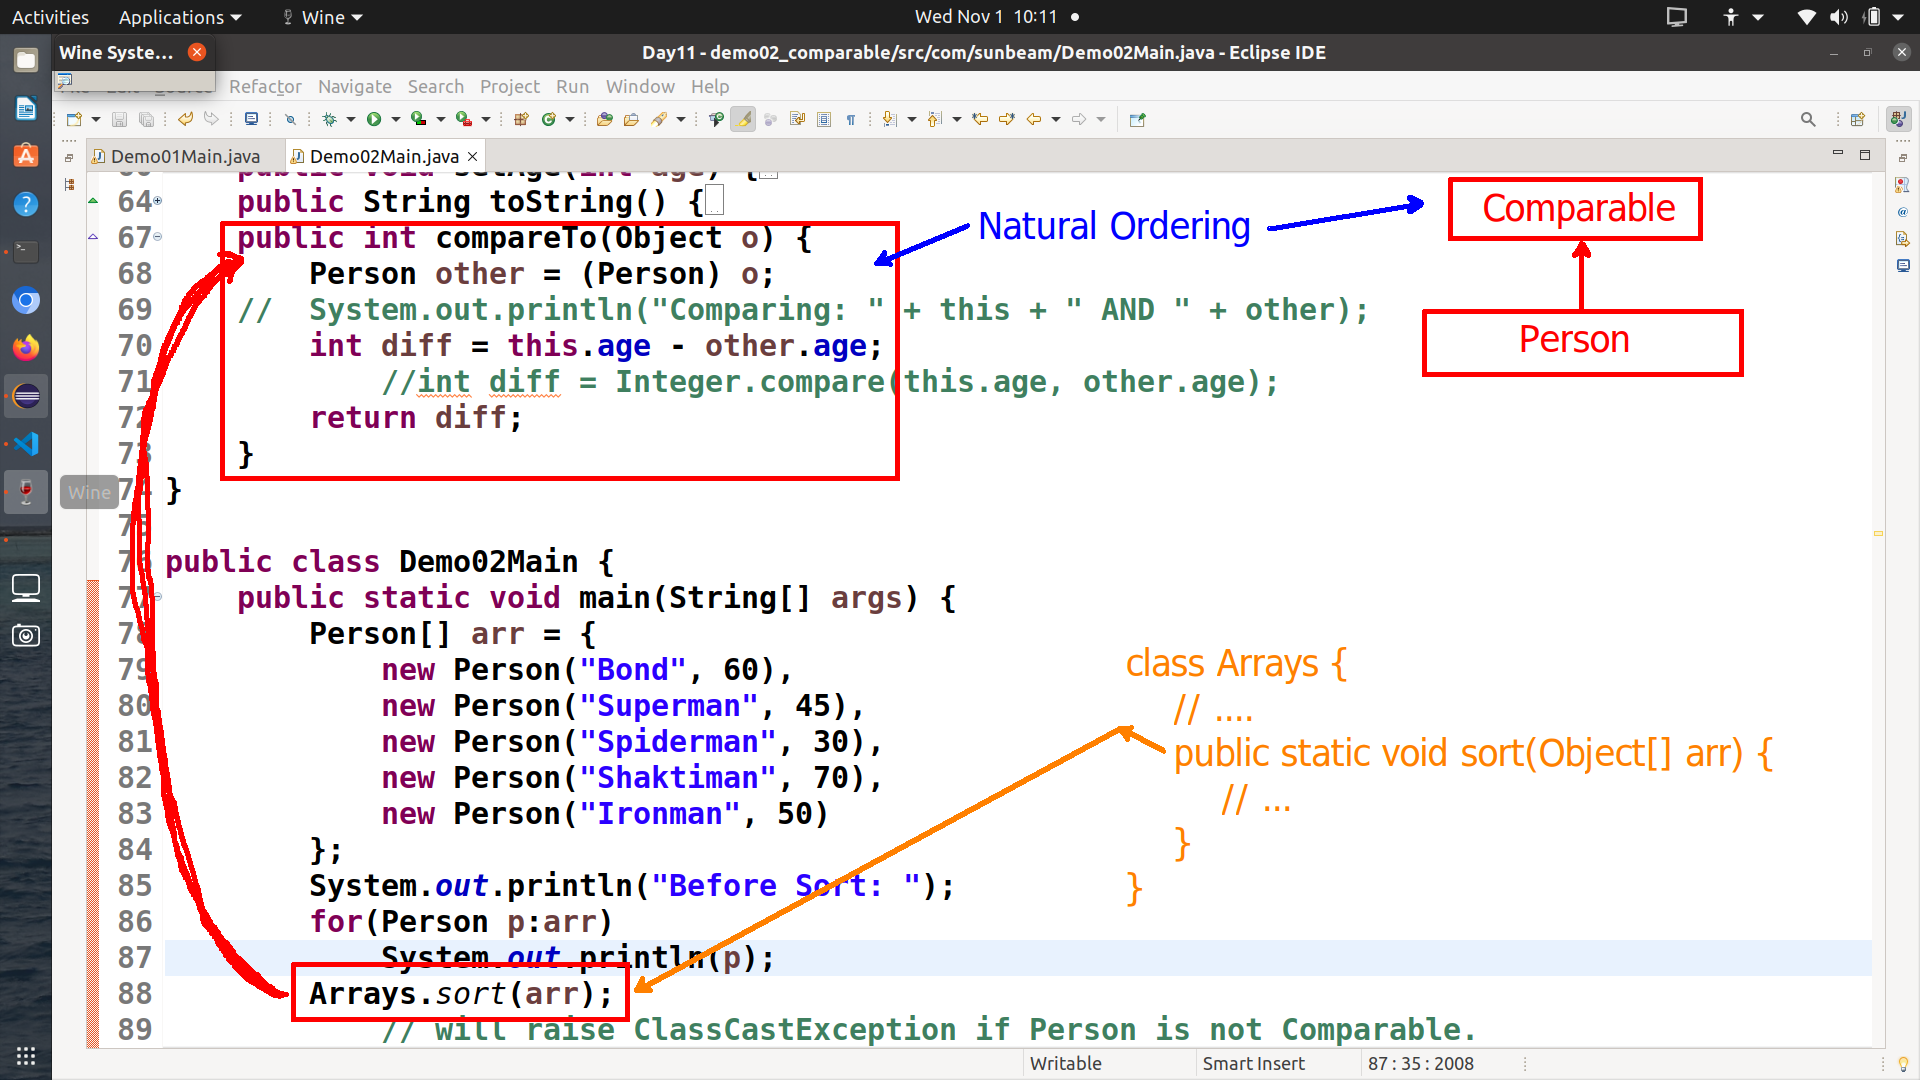 Activities Applications Wine Wed Nov 1 10:11
Wine Syste...
Day11 - demo02_comparable/src/com/sunbeam/Demo02Main.java - Eclipse IDE
Refactor Navigate Search Project Run Window Help
Demo01Main.java Demo02Main.java
64 public String toString() {
67 public int compareTo(Object o) {
68 Person other = (Person) o;
69 // System.out.println("Comparing: " + this + " AND " + other);
70 int diff = this.age - other.age;
71 //int diff = Integer.compare(this.age, other.age);
72 return diff;
73 }
74 }
75
76 public class Demo02Main {
77 public static void main(String[] args) {
78 Person[] arr = {
79 new Person("Bond", 60),
80 new Person("Superman", 45),
81 new Person("Spiderman", 30),
82 new Person("Shaktiman", 70),
83 new Person("Ironman", 50)
84 };
85 System.out.println("Before Sort: ");
86 for(Person p:arr)
87 System.out.println(p);
88 Arrays.sort(arr);
89 // will raise ClassCastException if Person is not Comparable.
Natural Ordering
Comparable
Person
Wine
class Arrays {
// ....
public static void sort(Object[] arr) {
// ...
}
}
Writable Smart Insert 87 : 35 : 2008